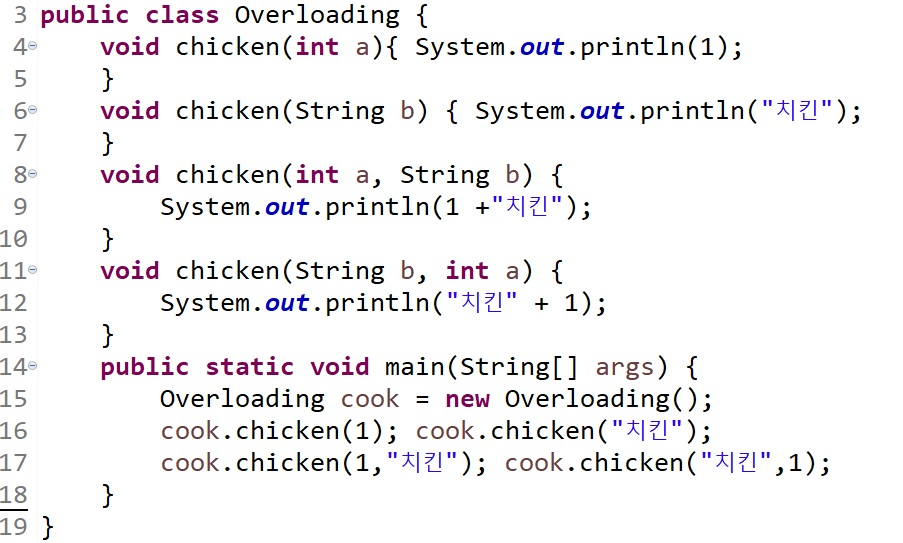 3 public class Overloading {
4 void chicken(int a){ System.out.println(1);
5 }
6 void chicken(String b) { System.out.println("치킨");
7 }
8 void chicken(int a, String b) {
9 System.out.println(1 +"치킨");
10 }
11 void chicken(String b, int a) {
12 System.out.println("치킨" + 1);
13 }
14 public static void main(String[] args) {
15 Overloading cook = new Overloading();
16 cook.chicken(1); cook.chicken("치킨");
17 cook.chicken(1,"치킨"); cook.chicken("치킨",1);
18 }
19 }